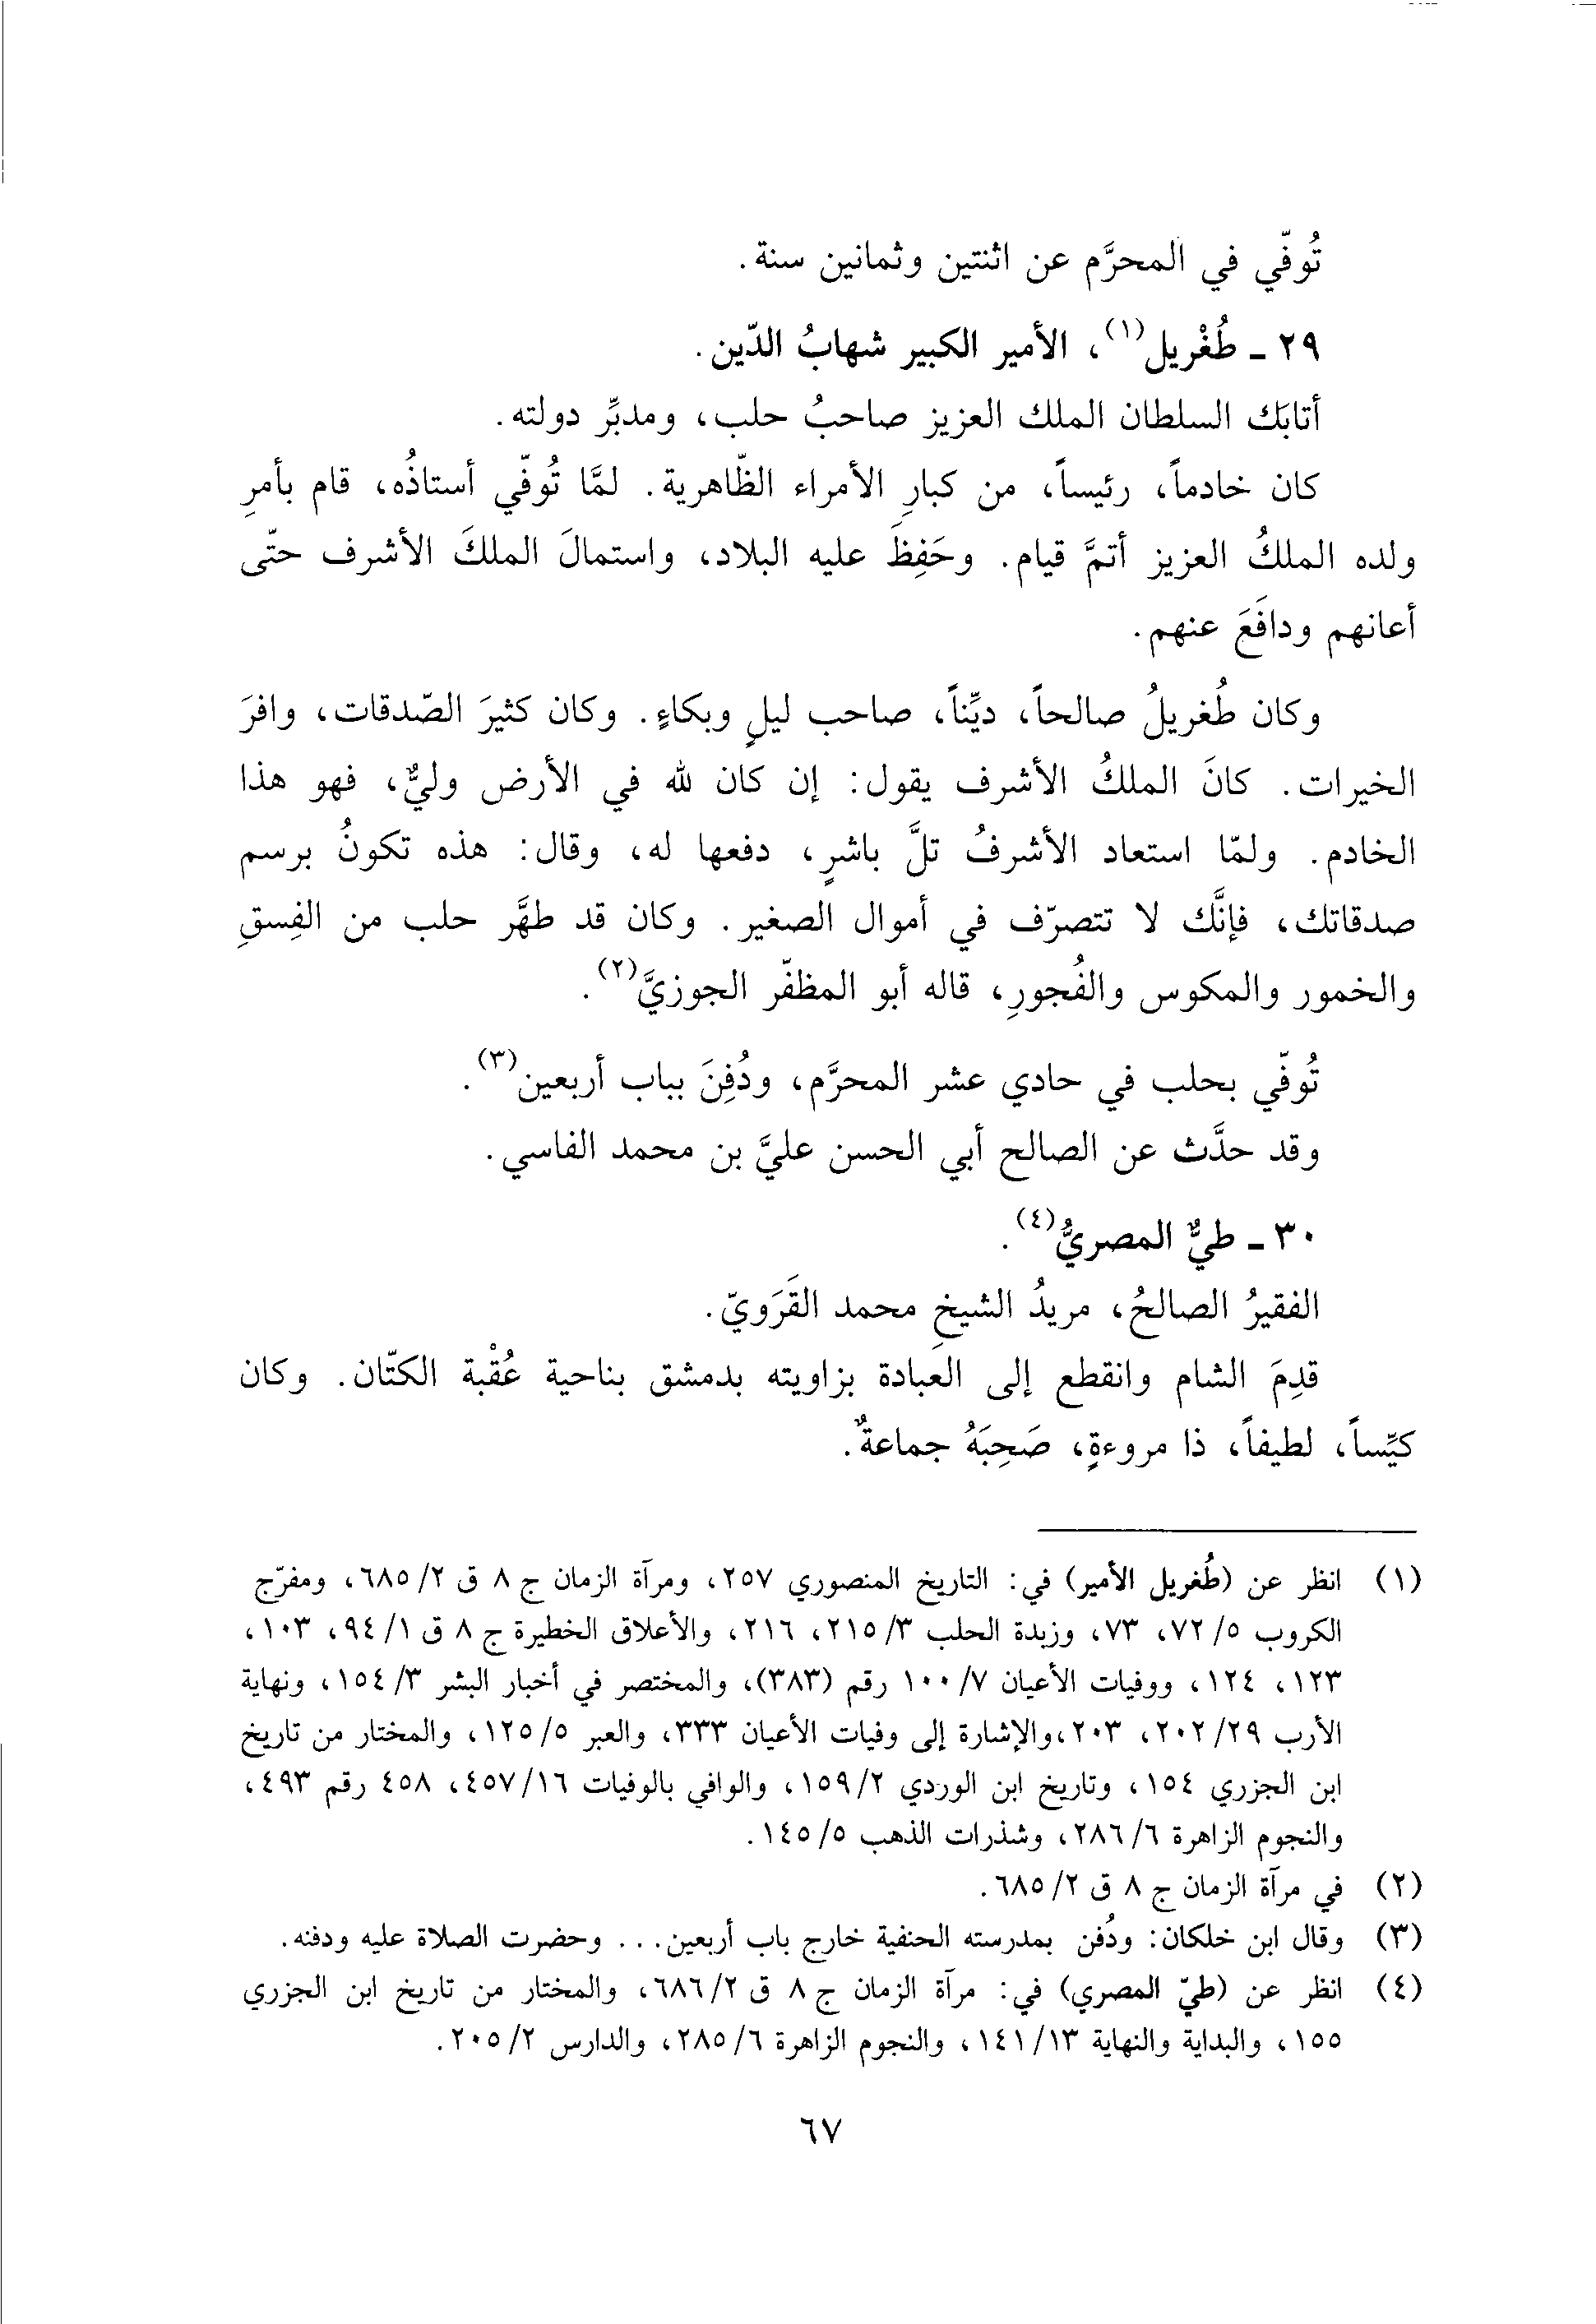 تُوفّي في المحرَّم عن اثنتين وثمانين سنة.
٢٩ - طُغْريل(١)، الأمير الكبير شهابُ الدّين.
أتابَك السلطان الملك العزيز صاحبُ حلب، ومدبِّر دولته.
كان خادماً، رئيساً، من كبارِ الأمراء الظّاهرية. لمَّا تُوفّي أستاذُه، قام بأمرِ
ولده الملكُ العزيز أتمَّ قيام. وحَفِظَ عليه البلاد، واستمالَ الملكَ الأشرف حتّى
أعانهم ودافَعَ عنهم.
وكان طُغريلُ صالحاً، ديِّناً، صاحب ليلٍ وبكاءٍ. وكان كثيرَ الصّدقات، وافرَ
الخيرات. كانَ الملكُ الأشرف يقول: إن كان لله في الأرض وليٌّ، فهو هذا
الخادم. ولمّا استعاد الأشرفُ تلَّ باشرٍ، دفعها له، وقال: هذه تكونُ برسم
صدقاتك، فإنَّك لا تتصرّف في أموال الصغير. وكان قد طهَّر حلب من الفِسقِ
والخمور والمكوس والفُجورِ، قاله أبو المظفّر الجوزيَّ(٢).
تُوفّي بحلب في حادي عشر المحرَّم، ودُفِنَ بباب أربعين(٣).
وقد حدَّث عن الصالح أبي الحسن عليَّ بن محمد الفاسي.
٣٠ - طيٌّ المصريُّ(٤).
الفقيرُ الصالحُ، مريدُ الشيخِ محمد القَرَويّ.
قدِمَ الشام وانقطع إلى العبادة بزاويته بدمشق بناحية عُقْبة الكتّان. وكان
كيِّساً، لطيفاً، ذا مروءةٍ، صَحِبَهُ جماعةٌ.
(١) انظر عن (طُغريل الأمير) في: التاريخ المنصوري ٢٥٧، ومرآة الزمان ج ٨ ق ٢/ ٦٨٥، ومفرّج
الكروب ٥/ ٧٢، ٧٣، وزبدة الحلب ٣/ ٢١٥، ٢١٦، والأعلاق الخطيرة ج ٨ ق ١/ ٩٤، ١٠٣،
١٢٣، ١٢٤، ووفيات الأعيان ٧/ ١٠٠ رقم (٣٨٣)، والمختصر في أخبار البشر ٣/ ١٥٤، ونهاية
الأرب ٢٩/ ٢٠٢، ٢٠٣،والإشارة إلى وفيات الأعيان ٣٣٣، والعبر ٥/ ١٢٥، والمختار من تاريخ
ابن الجزري ١٥٤، وتاريخ ابن الوردي ٢/ ١٥٩، والوافي بالوفيات ١٦/ ٤٥٧، ٤٥٨ رقم ٤٩٣،
والنجوم الزاهرة ٦/ ٢٨٦، وشذرات الذهب ٥/ ١٤٥.
(٢) في مرآة الزمان ج ٨ ق ٢/ ٦٨٥.
(٣) وقال ابن خلكان: ودُفن بمدرسته الحنفية خارج باب أربعين... وحضرت الصلاة عليه ودفنه.
(٤) انظر عن (طيّ المصري) في: مرآة الزمان ج ٨ ق ٢/ ٦٨٦، والمختار من تاريخ ابن الجزري
١٥٥، والبداية والنهاية ١٣/ ١٤١، والنجوم الزاهرة ٦/ ٢٨٥، والدارس ٢/ ٢٠٥.
٦٧